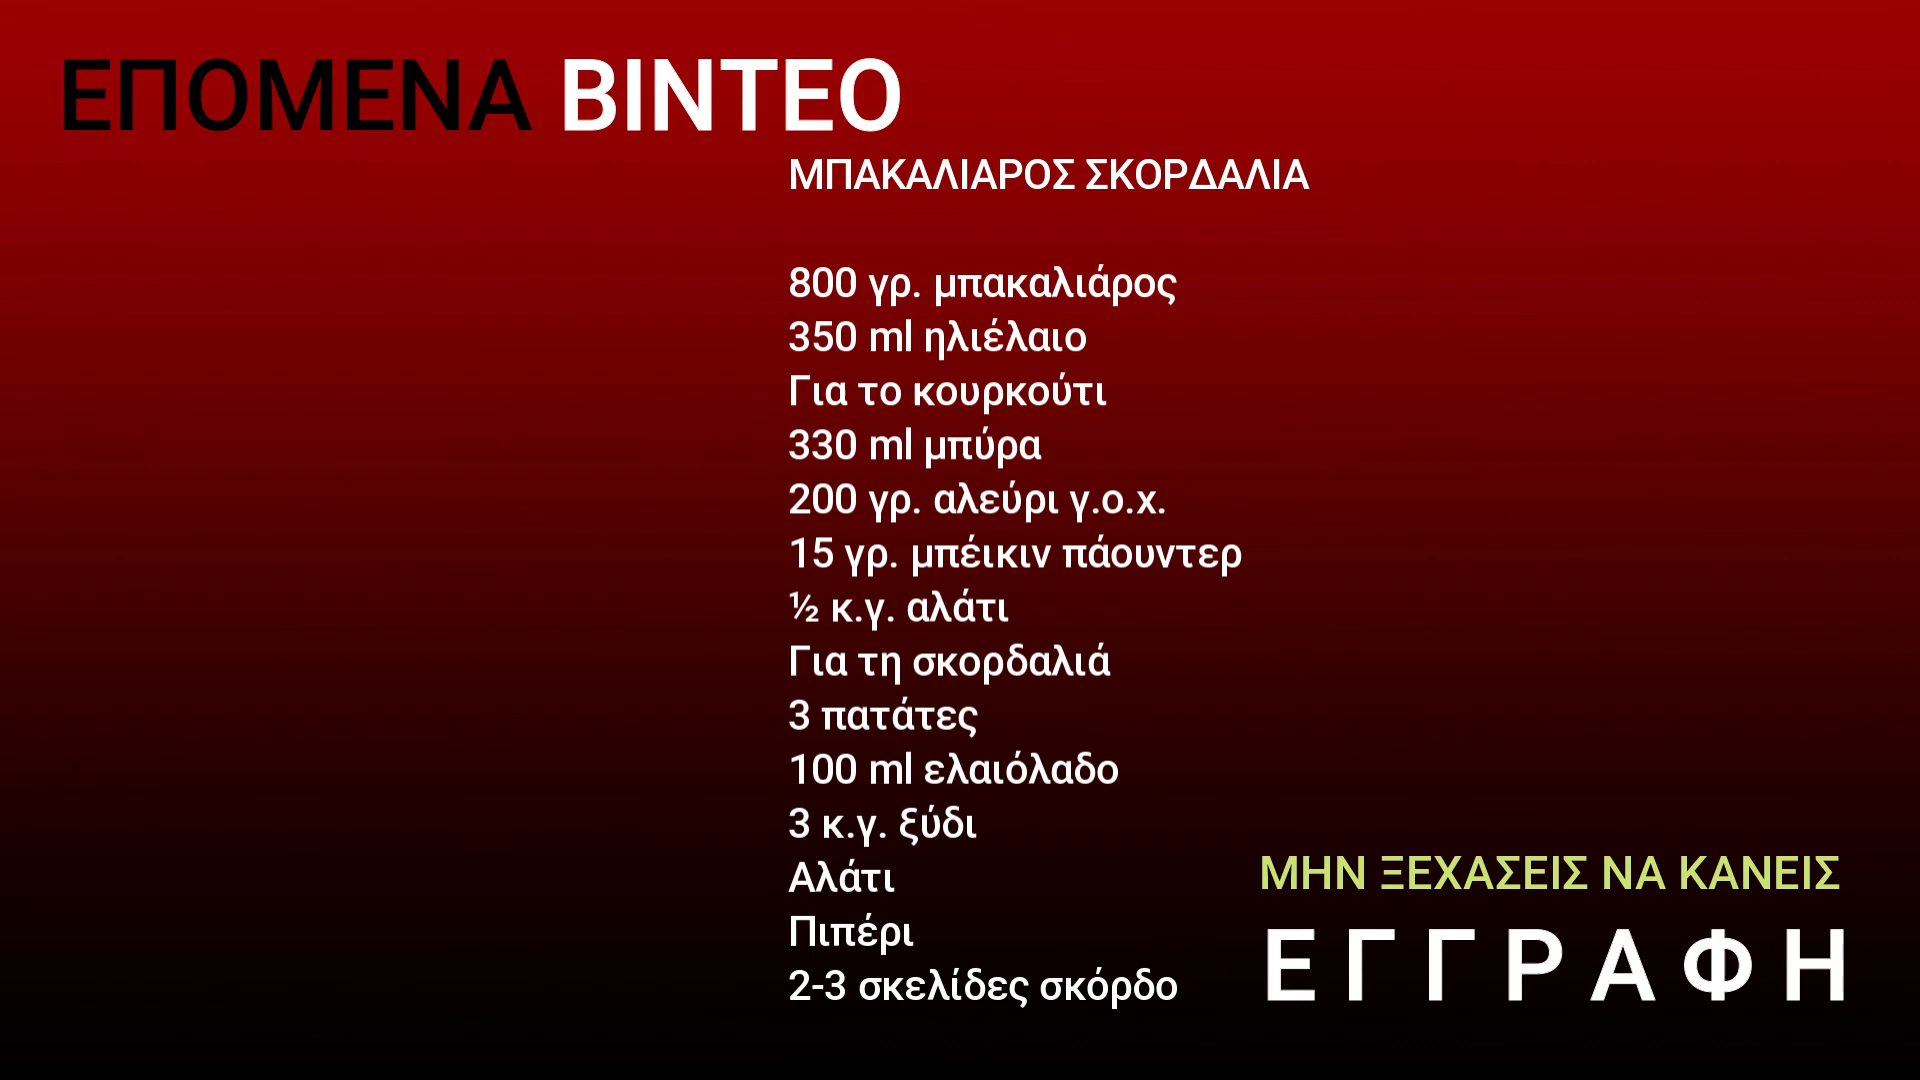 ΕΠΟΜΕΝΑ ΒΙΝΤΕΟ
ΜΠΑΚΑΛΙΑΡΟΣ ΣΚΟΡΔΑΛΙΑ
800 γρ. μπακαλιάρος
350 ml ηλιέλαιο
Για το κουρκούτι
330 ml μπύρα
200 γρ. αλεύρι γ.ο.χ.
15 γρ. μπέικιν πάουντερ
½ κ.γ. αλάτι
Για τη σκορδαλιά
3 πατάτες
100 ml ελαιόλαδο
3 κ.γ. ξύδι
Αλάτι
Πιπέρι
2-3 σκελίδες σκόρδο
ΜΗΝ ΞΕΧΑΣΕΙΣ ΝΑ ΚΑΝΕΙΣ
ΕΓΓΡΑΦΗ